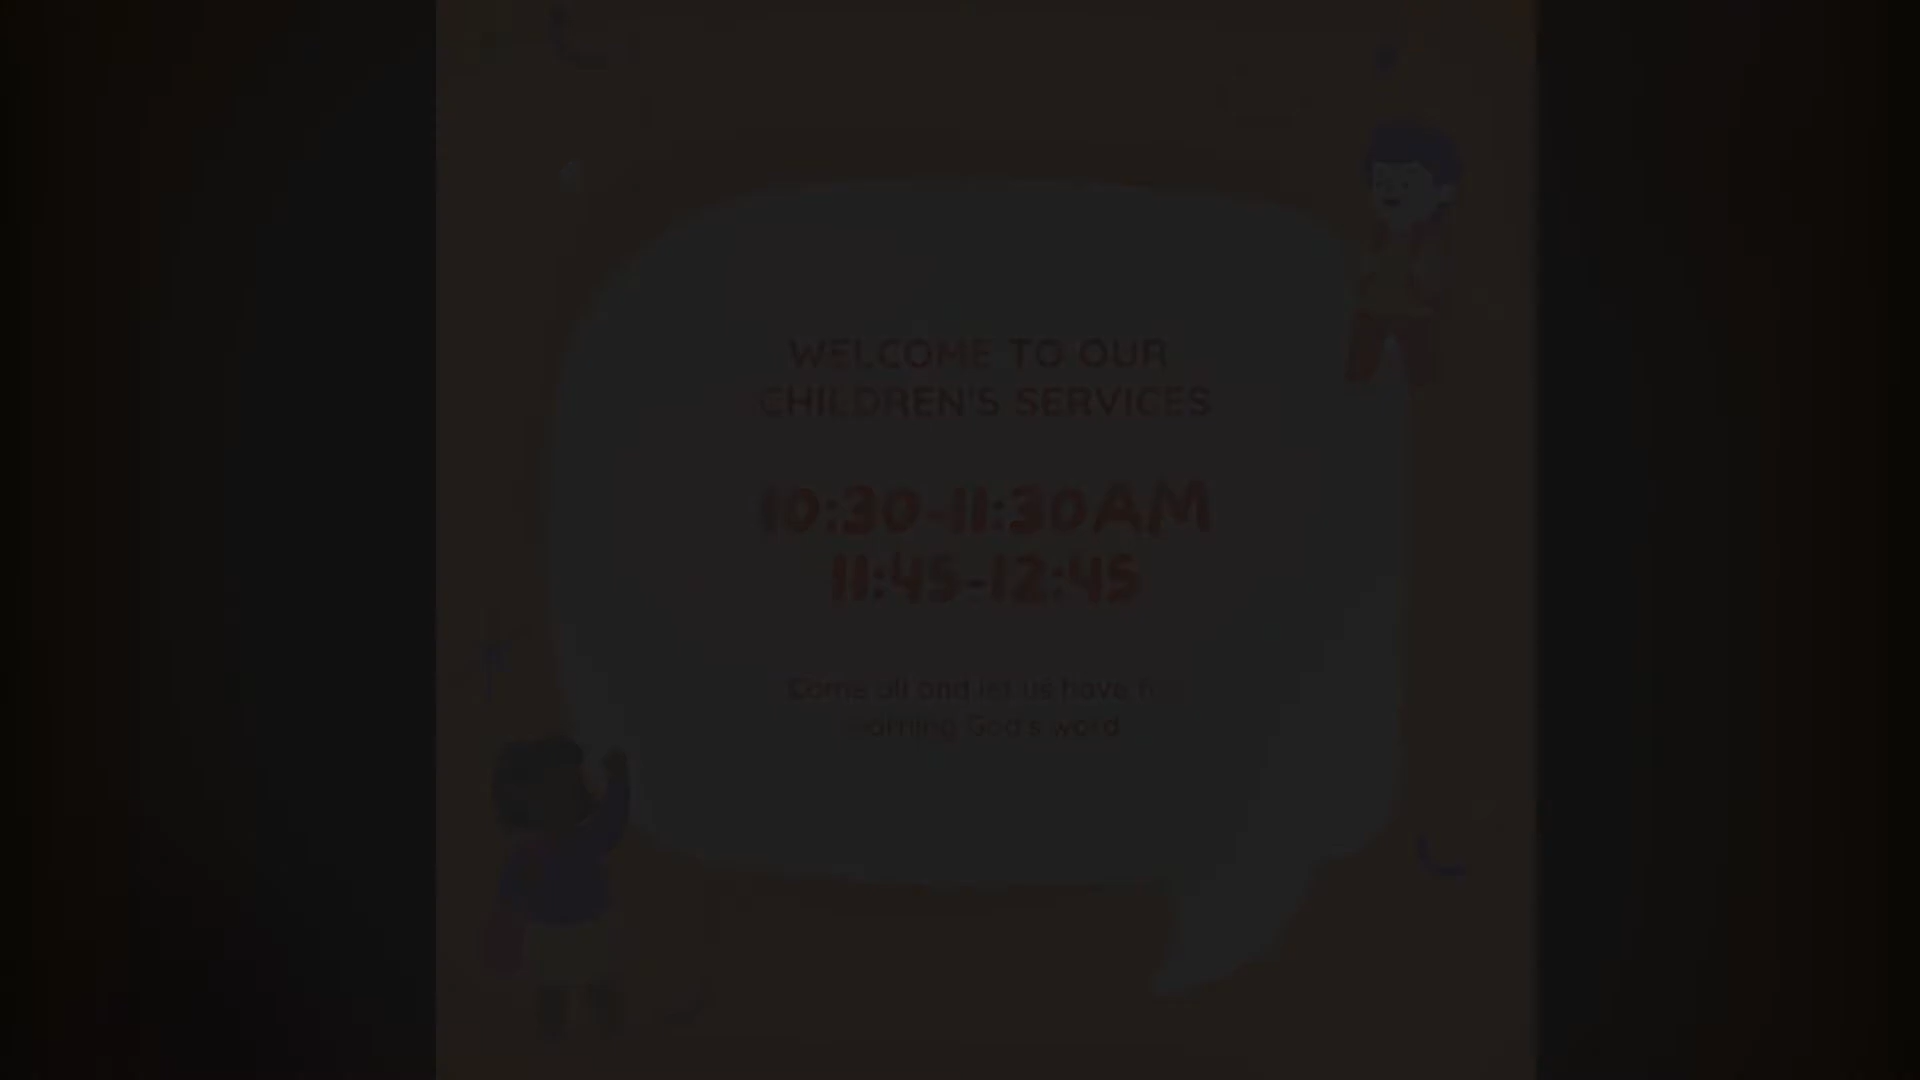 WELCOME TO OUR
CHILDREN'S SERVICES
10:30-11:30AM
11:45-12:45
Come all and let us have
learning God's word